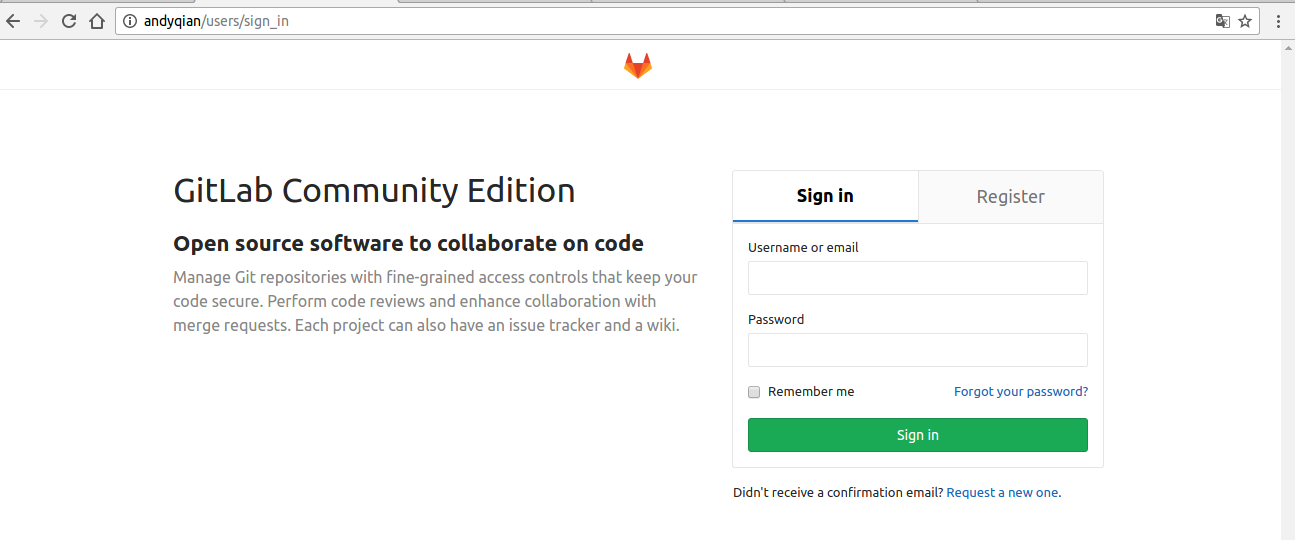 andyqian/users/sign_in
GitLab Community Edition
Open source software to collaborate on code
Manage Git repositories with fine-grained access controls that keep your
code secure. Perform code reviews and enhance collaboration with
merge requests. Each project can also have an issue tracker and a wiki.
Sign in
Register
Username or email
Password
Remember me
Forgot your password?
Sign in
Didn't receive a confirmation email? Request a new one.